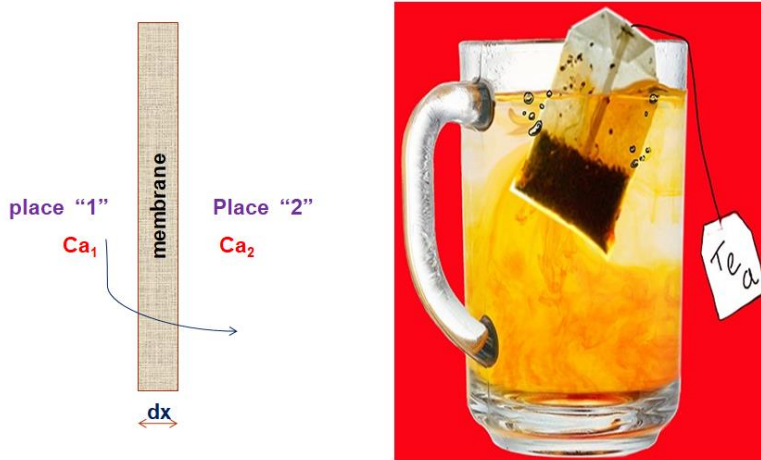 membrane
place “1”
Place “2”
Ca₁
Ca₂
dx
Tea